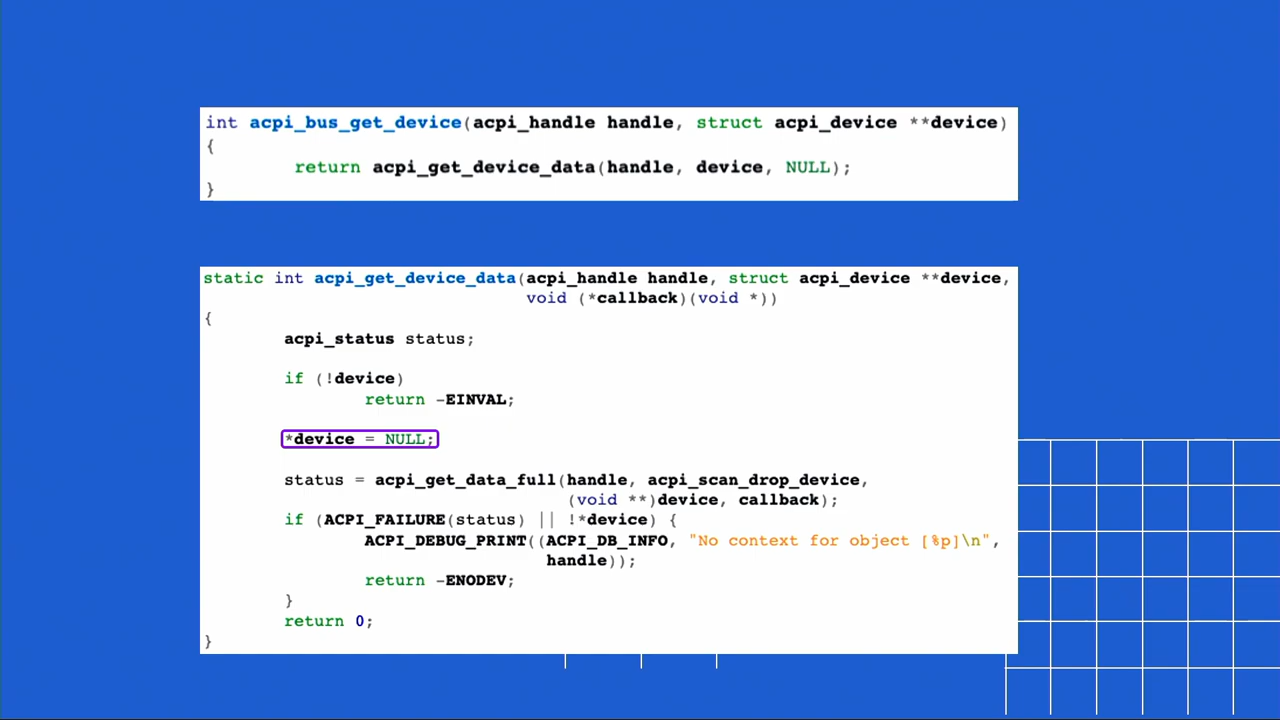 int acpi_bus_get_device(acpi_handle handle, struct acpi_device **device)
{
        return acpi_get_device_data(handle, device, NULL);
}
static int acpi_get_device_data(acpi_handle handle, struct acpi_device **device,
                                void (*callback)(void *))
{
        acpi_status status;
        if (!device)
                return -EINVAL;
        *device = NULL;
        status = acpi_get_data_full(handle, acpi_scan_drop_device,
                                    (void **)device, callback);
        if (ACPI_FAILURE(status) || !*device) {
                ACPI_DEBUG_PRINT((ACPI_DB_INFO, "No context for object [%p]\n",
                                  handle));
                return -ENODEV;
        }
        return 0;
}